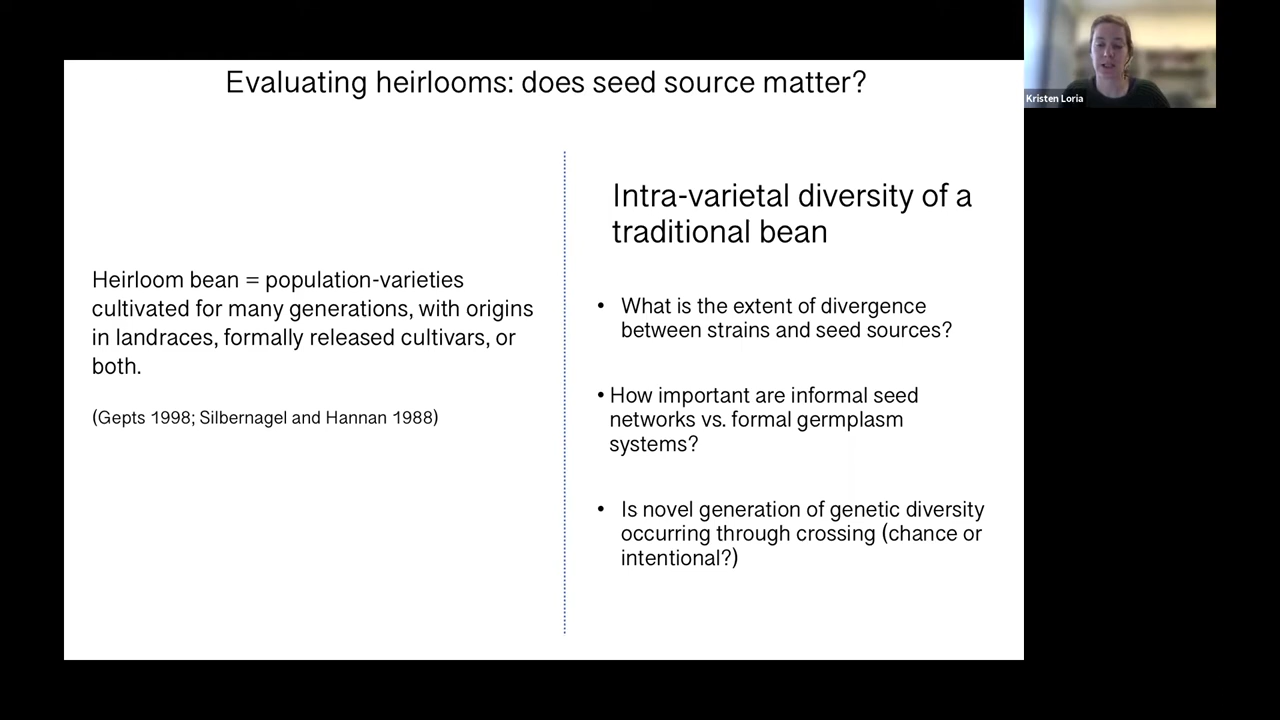 Evaluating heirlooms: does seed source matter?
Heirloom bean = population-varieties
cultivated for many generations, with origins
in landraces, formally released cultivars, or
both.
(Gepts 1998; Silbernagel and Hannan 1988)
Intra-varietal diversity of a
traditional bean
• What is the extent of divergence
between strains and seed sources?
• How important are informal seed
networks vs. formal germplasm
systems?
• Is novel generation of genetic diversity
occurring through crossing (chance or
intentional?)
Kristen Loria